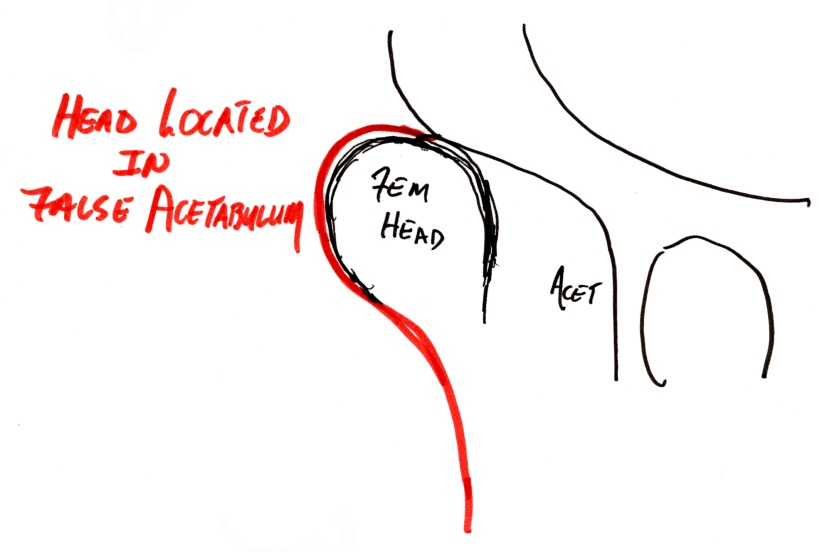 HEAD LOCATED
IN
FALSE ACETABULUM
FEM
HEAD
ACET